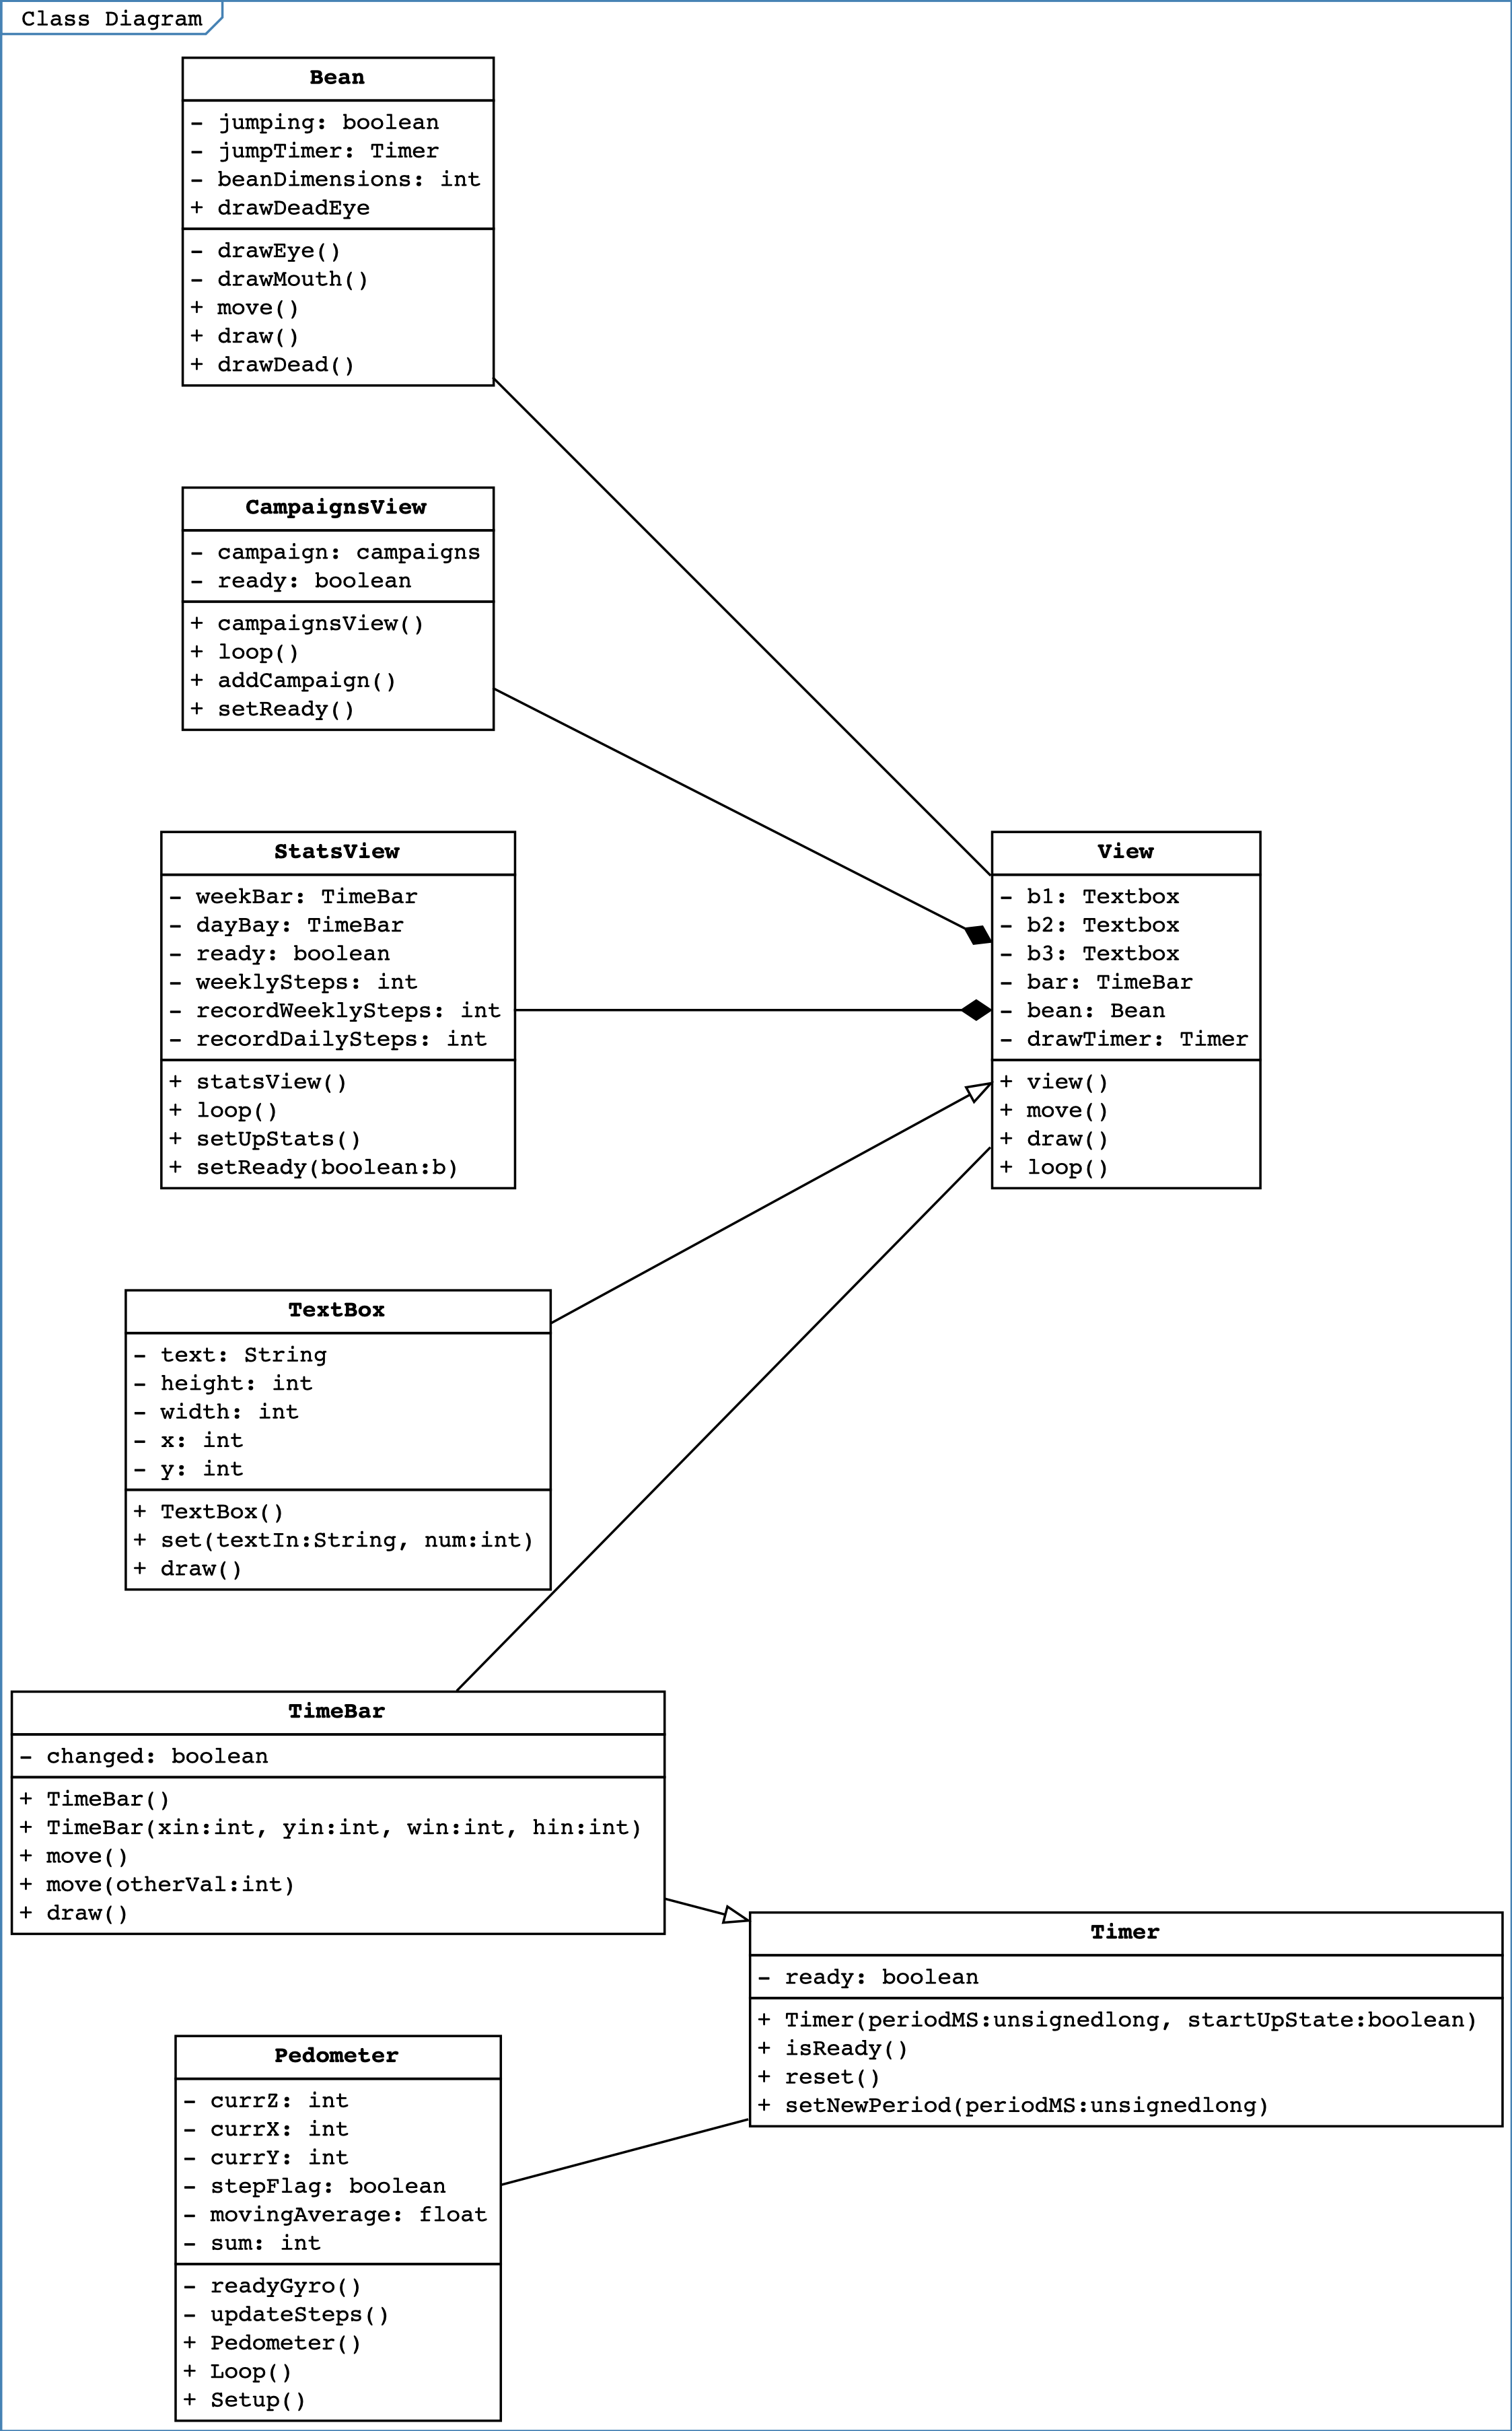 Class Diagram
Bean
- jumping: boolean
- jumpTimer: Timer
- beanDimensions: int
+ drawDeadEye
- drawEye()
- drawMouth()
+ move()
+ draw()
+ drawDead()
CampaignsView
- campaign: campaigns
- ready: boolean
+ campaignsView()
+ loop()
+ addCampaign()
+ setReady()
StatsView
- weekBar: TimeBar
- dayBay: TimeBar
- ready: boolean
- weeklySteps: int
- recordWeeklySteps: int
- recordDailySteps: int
+ statsView()
+ loop()
+ setUpStats()
+ setReady(boolean:b)
View
- b1: Textbox
- b2: Textbox
- b3: Textbox
- bar: TimeBar
- bean: Bean
- drawTimer: Timer
+ view()
+ move()
+ draw()
+ loop()
TextBox
- text: String
- height: int
- width: int
- x: int
- y: int
+ TextBox()
+ set(textIn:String, num:int)
+ draw()
TimeBar
- changed: boolean
+ TimeBar()
+ TimeBar(xin:int, yin:int, win:int, hin:int)
+ move()
+ move(otherVal:int)
+ draw()
Timer
- ready: boolean
+ Timer(periodMS:unsignedlong, startUpState:boolean)
+ isReady()
+ reset()
+ setNewPeriod(periodMS:unsignedlong)
Pedometer
- currZ: int
- currX: int
- currY: int
- stepFlag: boolean
- movingAverage: float
- sum: int
- readyGyro()
- updateSteps()
+ Pedometer()
+ Loop()
+ Setup()